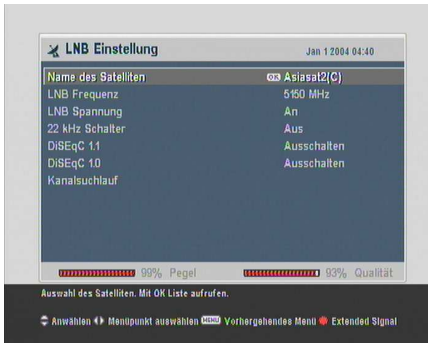 LNB Einstellung Jan 1 2004 04:40
Name des Satelliten OK Asiasat2(C)
LNB Frequenz 5150 MHz
LNB Spannung An
22 kHz Schalter Aus
DiSEqC 1.1 Ausschalten
DiSEqC 1.0 Ausschalten
Kanalsuchlauf
99% Pegel 93% Qualität
Auswahl des Satelliten. Mit OK Liste aufrufen.
Anwählen Menüpunkt auswählen MENU Vorhergehendes Menü Extended Signal